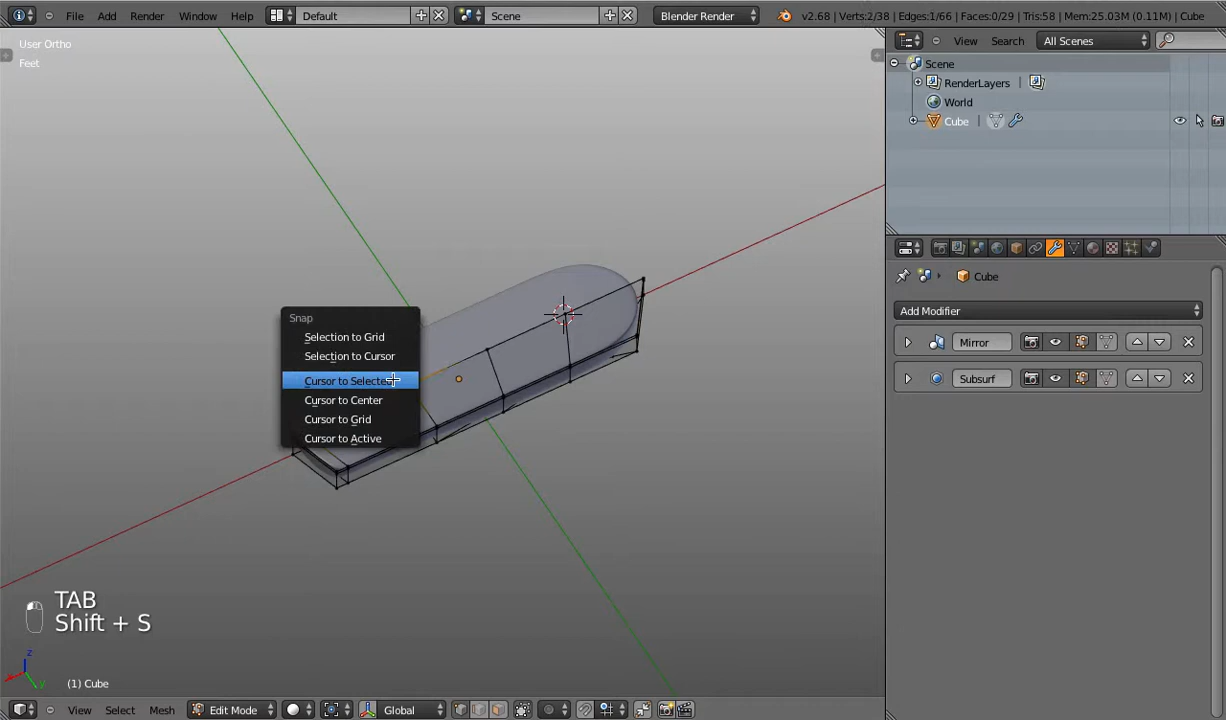 File Add Render Window Help Default Scene Blender Render v2.68 | Verts:2/38 | Edges:1/66 | Faces:0/29 | Tris:58 | Mem:25.03M (0.11M) | Cube
User Ortho
Feet
View Search All Scenes
Scene
RenderLayers
World
Cube
Cube
Add Modifier
Mirror
Subsurf
Snap
Selection to Grid
Selection to Cursor
Cursor to Selected
Cursor to Center
Cursor to Grid
Cursor to Active
TAB
Shift + S
z
x
y
(1) Cube
View Select Mesh Edit Mode Global